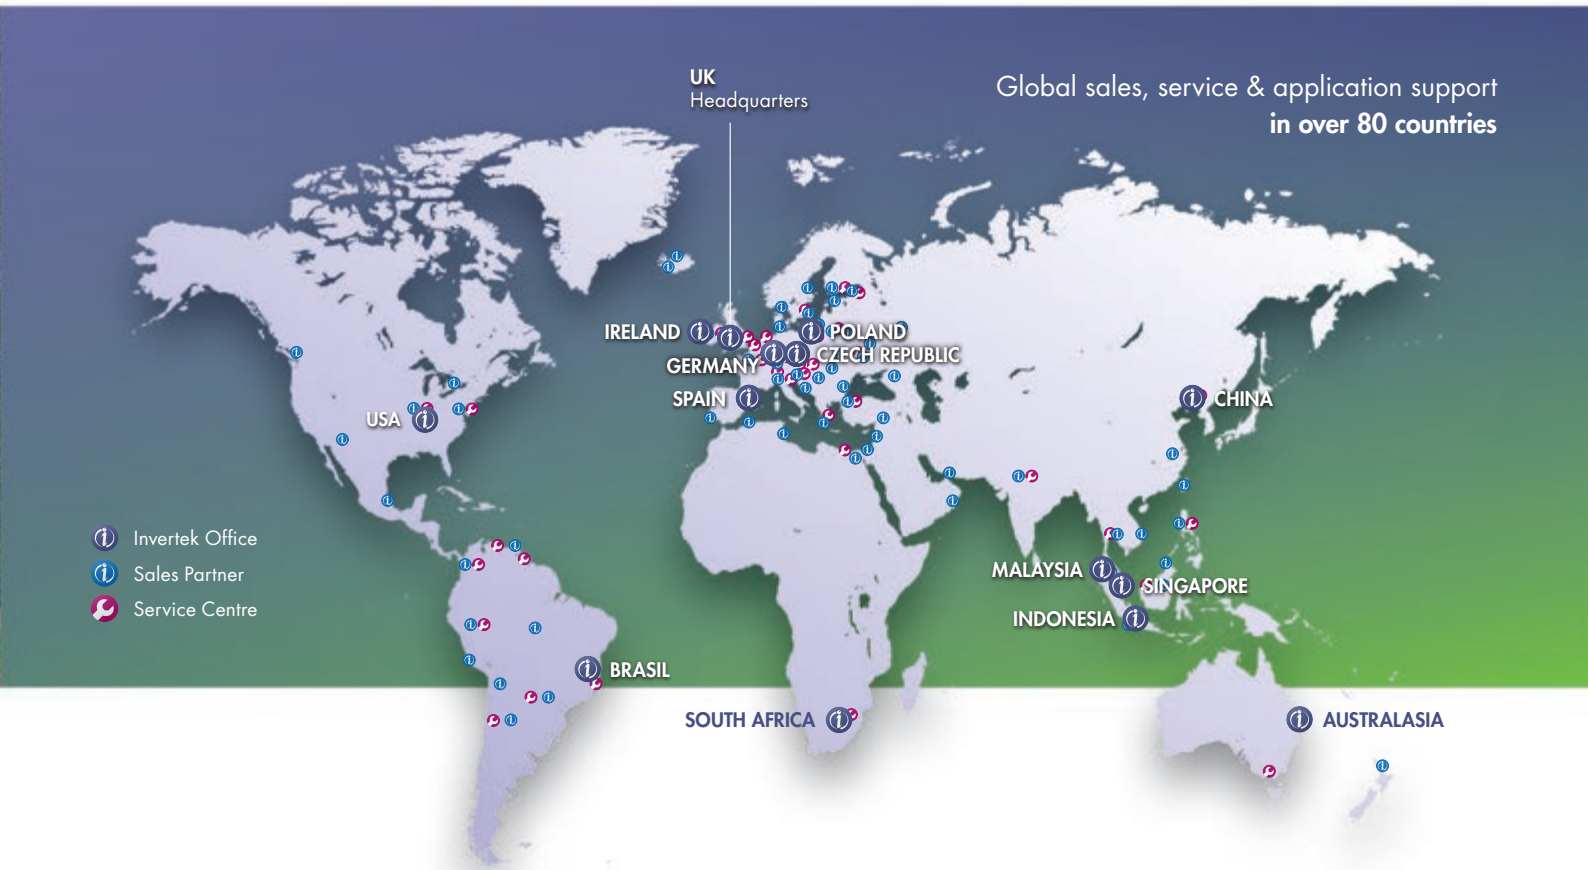 UK
Headquarters
Global sales, service & application support
in over 80 countries
IRELAND
POLAND
GERMANY
CZECH REPUBLIC
SPAIN
CHINA
USA
Invertek Office
Sales Partner
Service Centre
MALAYSIA
SINGAPORE
INDONESIA
BRASIL
SOUTH AFRICA
AUSTRALASIA